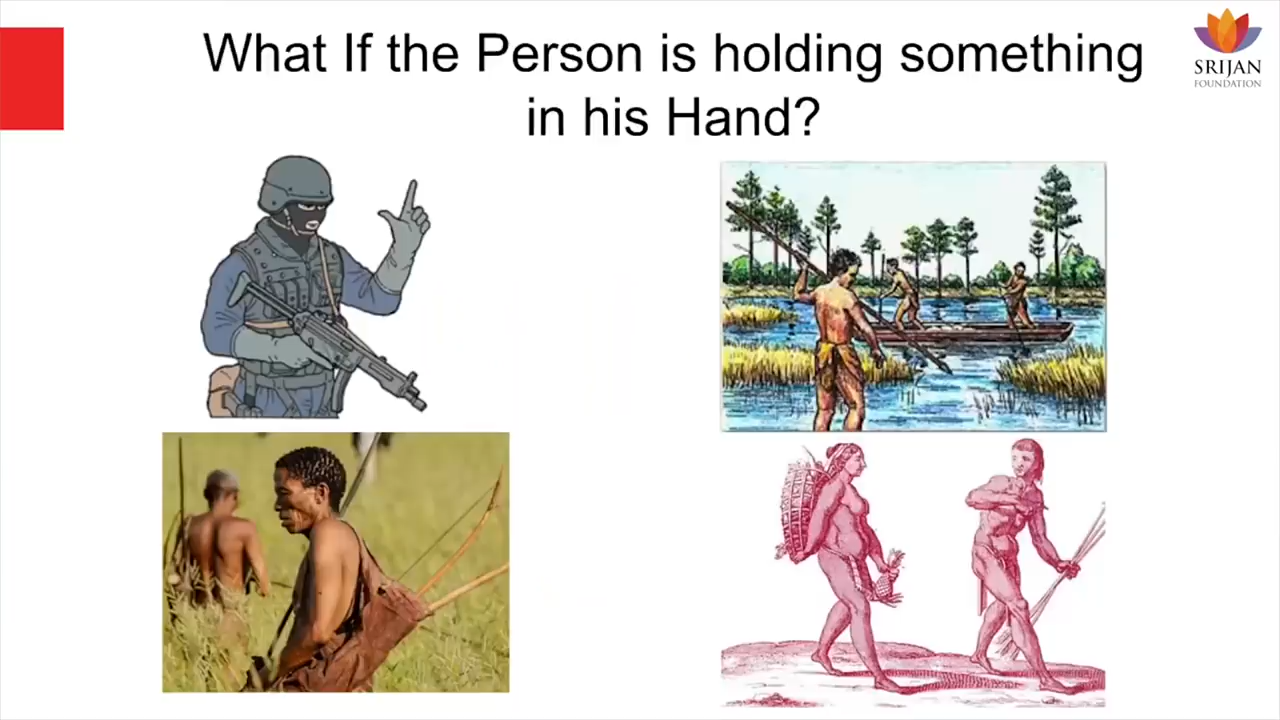 What If the Person is holding something
in his Hand?
SRIJAN
FOUNDATION